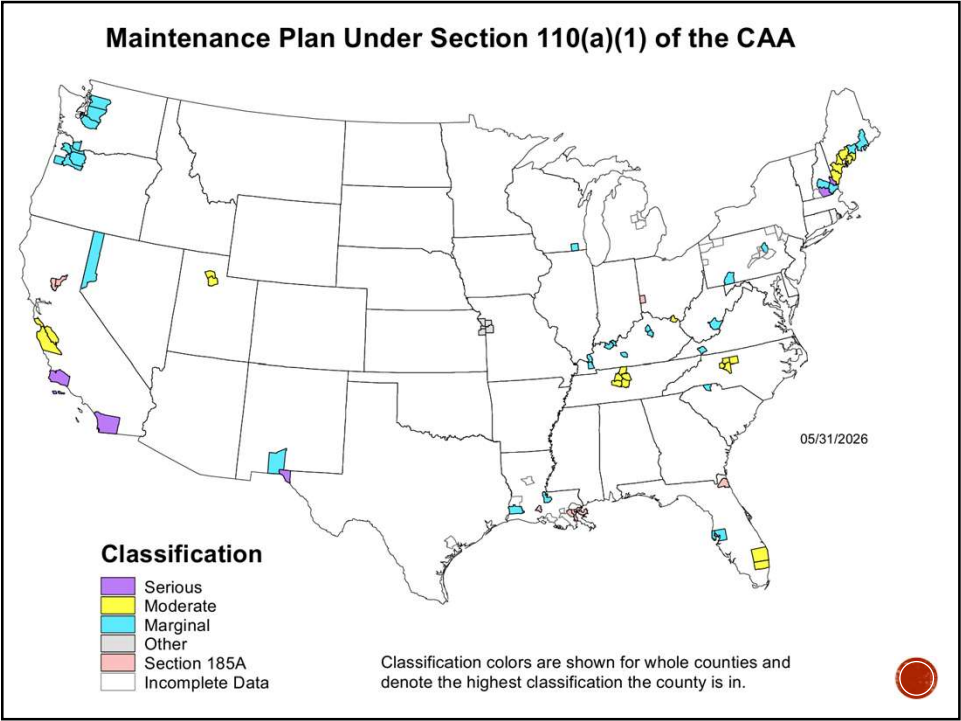 Maintenance Plan Under Section 110(a)(1) of the CAA
05/31/2026
Classification
Serious
Moderate
Marginal
Other
Section 185A
Incomplete Data
Classification colors are shown for whole counties and
denote the highest classification the county is in.